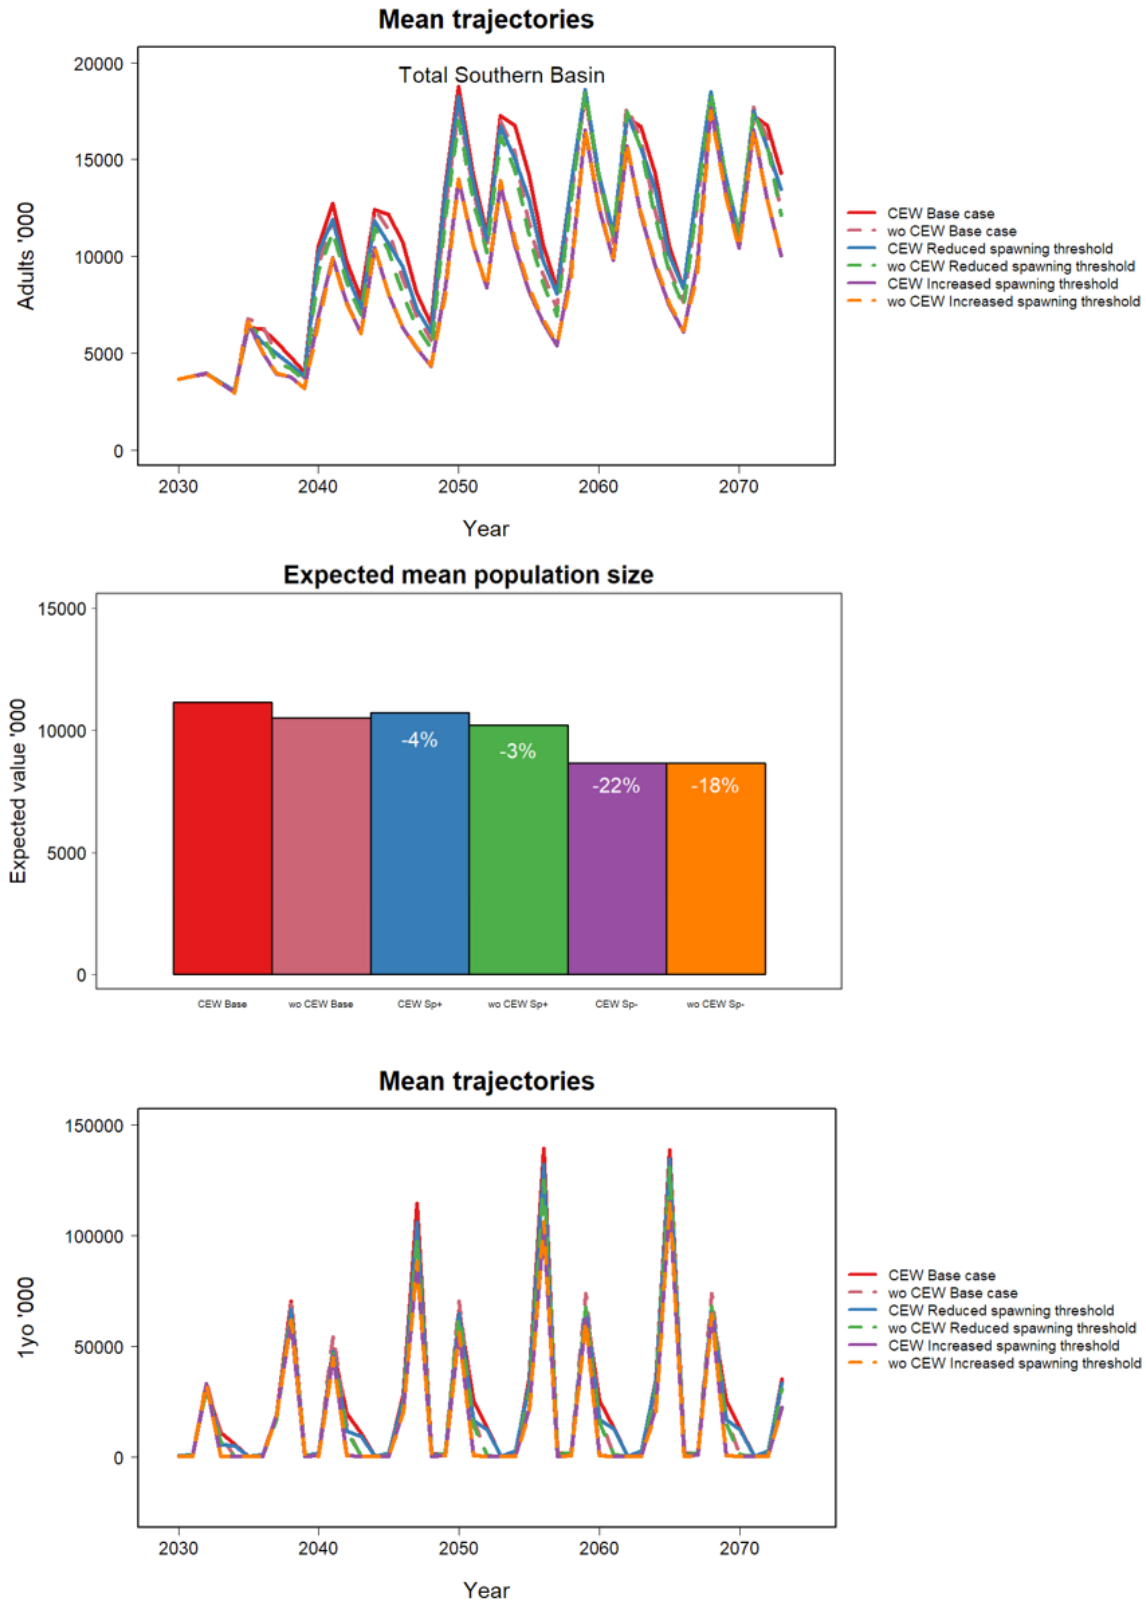 Mean trajectories
Total Southern Basin
20000
15000
10000
5000
0
Adults '000
2030 2040 2050 2060 2070
Year
CEW Base case
wo CEW Base case
CEW Reduced spawning threshold
wo CEW Reduced spawning threshold
CEW Increased spawning threshold
wo CEW Increased spawning threshold
Expected mean population size
15000
10000
5000
0
Expected value '000
-4%
-3%
-22%
-18%
CEW Base wo CEW Base CEW Sp+ wo CEW Sp+ CEW Sp- wo CEW Sp-
Mean trajectories
150000
100000
50000
0
1yo '000
2030 2040 2050 2060 2070
Year
CEW Base case
wo CEW Base case
CEW Reduced spawning threshold
wo CEW Reduced spawning threshold
CEW Increased spawning threshold
wo CEW Increased spawning threshold